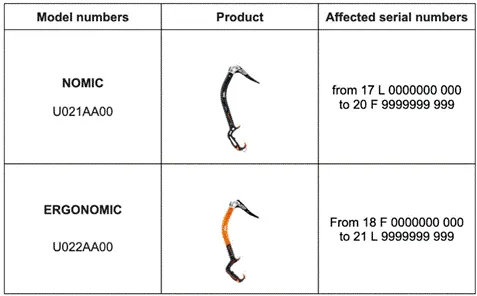 Model numbers Product Affected serial numbers
NOMIC
U021AA00
from 17 L 0000000 000
to 20 F 9999999 999
ERGONOMIC
U022AA00
From 18 F 0000000 000
to 21 L 9999999 999